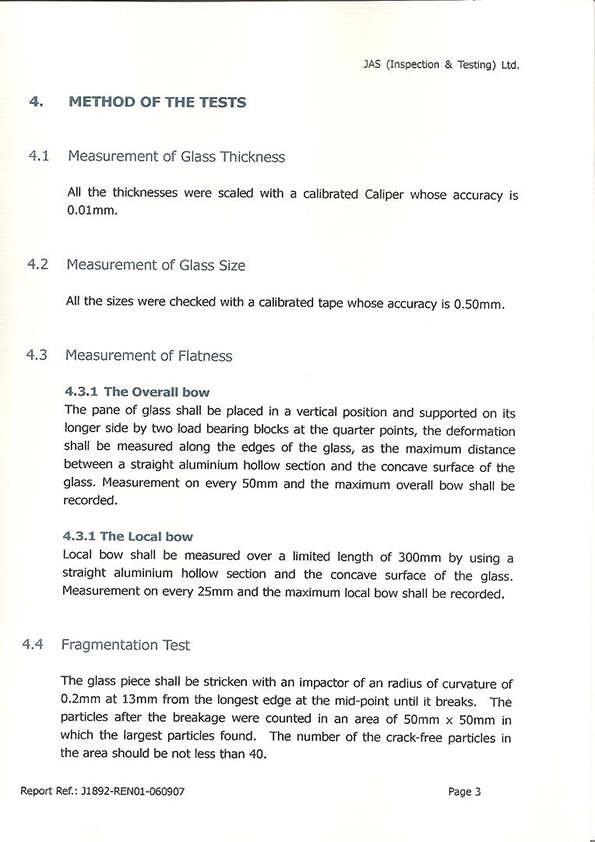 JAS (Inspection & Testing) Ltd.
4. METHOD OF THE TESTS
4.1 Measurement of Glass Thickness
All the thicknesses were scaled with a calibrated Caliper whose accuracy is
0.01mm.
4.2 Measurement of Glass Size
All the sizes were checked with a calibrated tape whose accuracy is 0.50mm.
4.3 Measurement of Flatness
4.3.1 The Overall bow
The pane of glass shall be placed in a vertical position and supported on its
longer side by two load bearing blocks at the quarter points, the deformation
shall be measured along the edges of the glass, as the maximum distance
between a straight aluminium hollow section and the concave surface of the
glass. Measurement on every 50mm and the maximum overall bow shall be
recorded.
4.3.1 The Local bow
Local bow shall be measured over a limited length of 300mm by using a
straight aluminium hollow section and the concave surface of the glass.
Measurement on every 25mm and the maximum local bow shall be recorded.
4.4 Fragmentation Test
The glass piece shall be stricken with an impactor of an radius of curvature of
0.2mm at 13mm from the longest edge at the mid-point until it breaks. The
particles after the breakage were counted in an area of 50mm x 50mm in
which the largest particles found. The number of the crack-free particles in
the area should be not less than 40.
Report Ref.: J1892-REN01-060907 Page 3